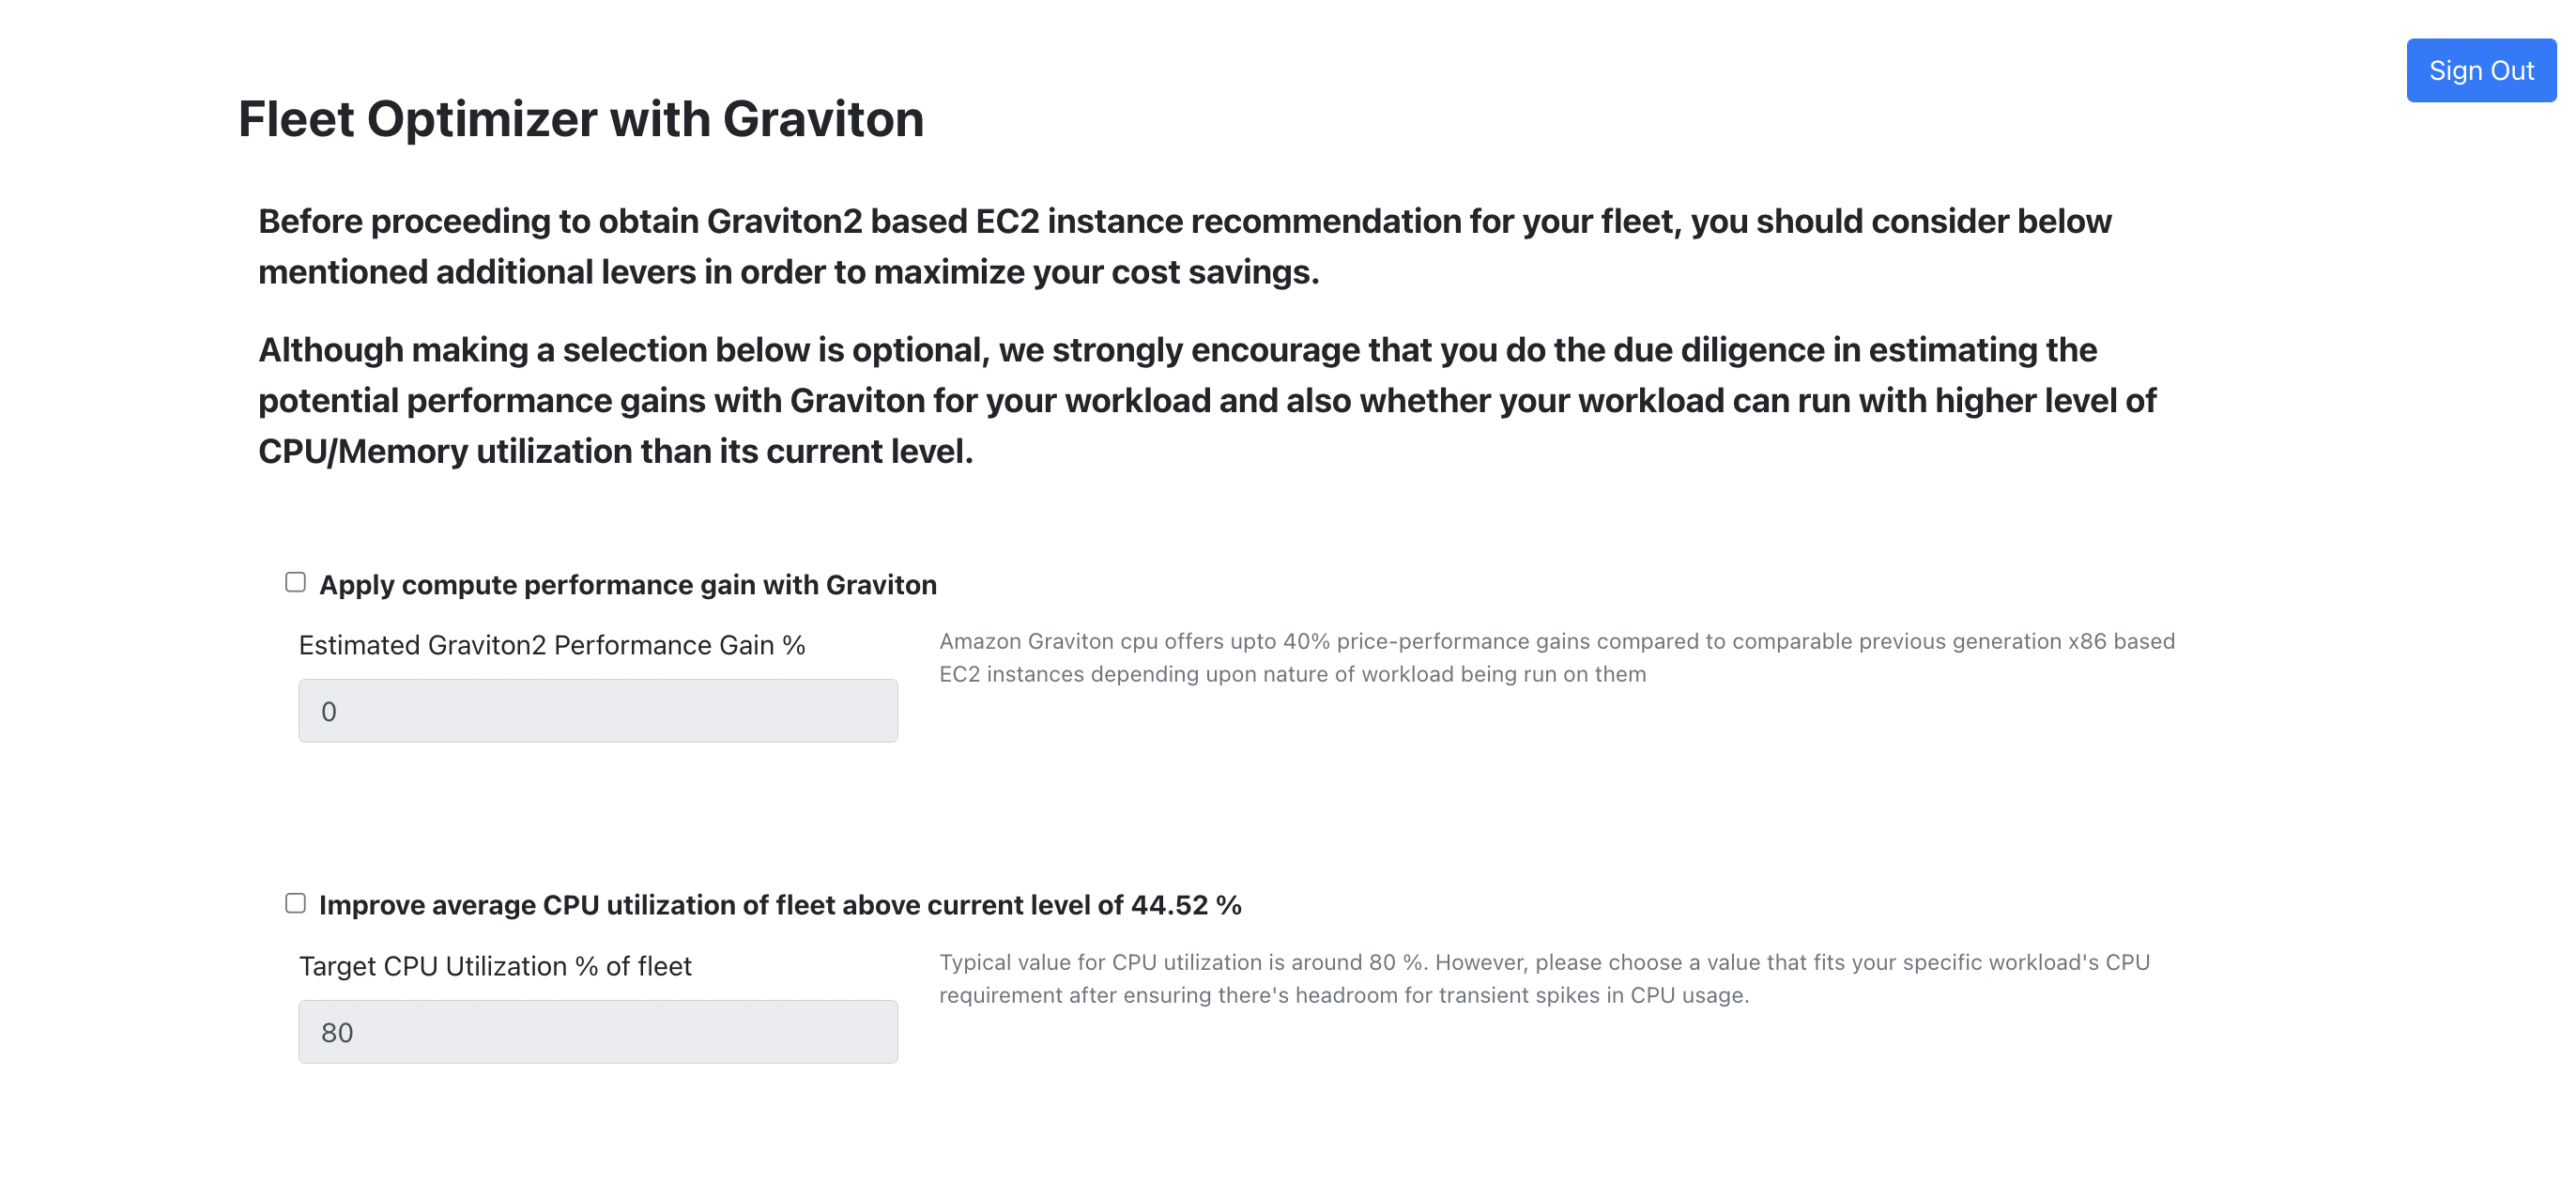 Sign Out
Fleet Optimizer with Graviton
Before proceeding to obtain Graviton2 based EC2 instance recommendation for your fleet, you should consider below
mentioned additional levers in order to maximize your cost savings.
Although making a selection below is optional, we strongly encourage that you do the due diligence in estimating the
potential performance gains with Graviton for your workload and also whether your workload can run with higher level of
CPU/Memory utilization than its current level.
Apply compute performance gain with Graviton
Estimated Graviton2 Performance Gain %
0
Amazon Graviton cpu offers upto 40% price-performance gains compared to comparable previous generation x86 based
EC2 instances depending upon nature of workload being run on them
Improve average CPU utilization of fleet above current level of 44.52 %
Target CPU Utilization % of fleet
80
Typical value for CPU utilization is around 80 %. However, please choose a value that fits your specific workload's CPU
requirement after ensuring there's headroom for transient spikes in CPU usage.